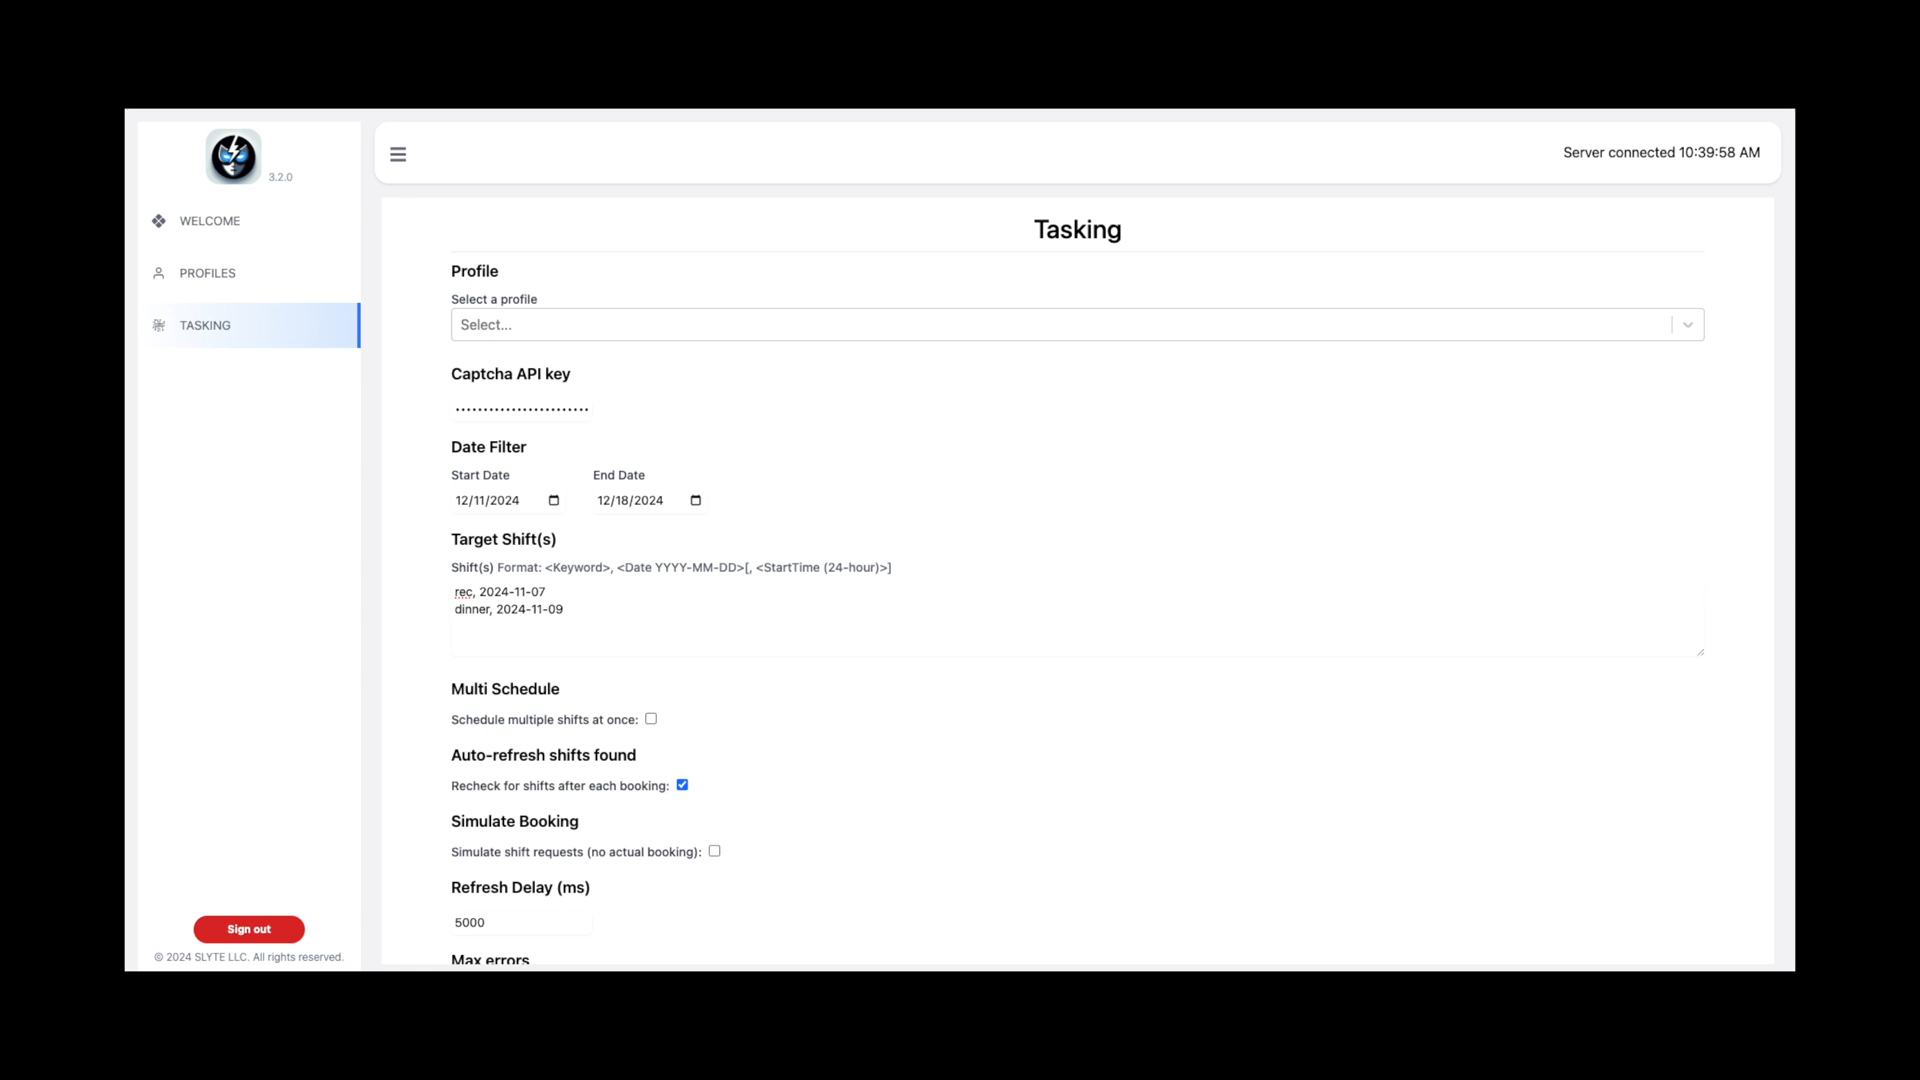 3.2.0
WELCOME
PROFILES
TASKING
Sign out
© 2024 SLYTE LLC. All rights reserved.
Server connected 10:39:58 AM
Tasking
Profile
Select a profile
Select...
Captcha API key
Date Filter
Start Date End Date
12/11/2024 12/18/2024
Target Shift(s)
Shift(s) Format: <Keyword>, <Date YYYY-MM-DD>[, <StartTime (24-hour)>]
rec, 2024-11-07
dinner, 2024-11-09
Multi Schedule
Schedule multiple shifts at once:
Auto-refresh shifts found
Recheck for shifts after each booking:
Simulate Booking
Simulate shift requests (no actual booking):
Refresh Delay (ms)
5000
Max errors